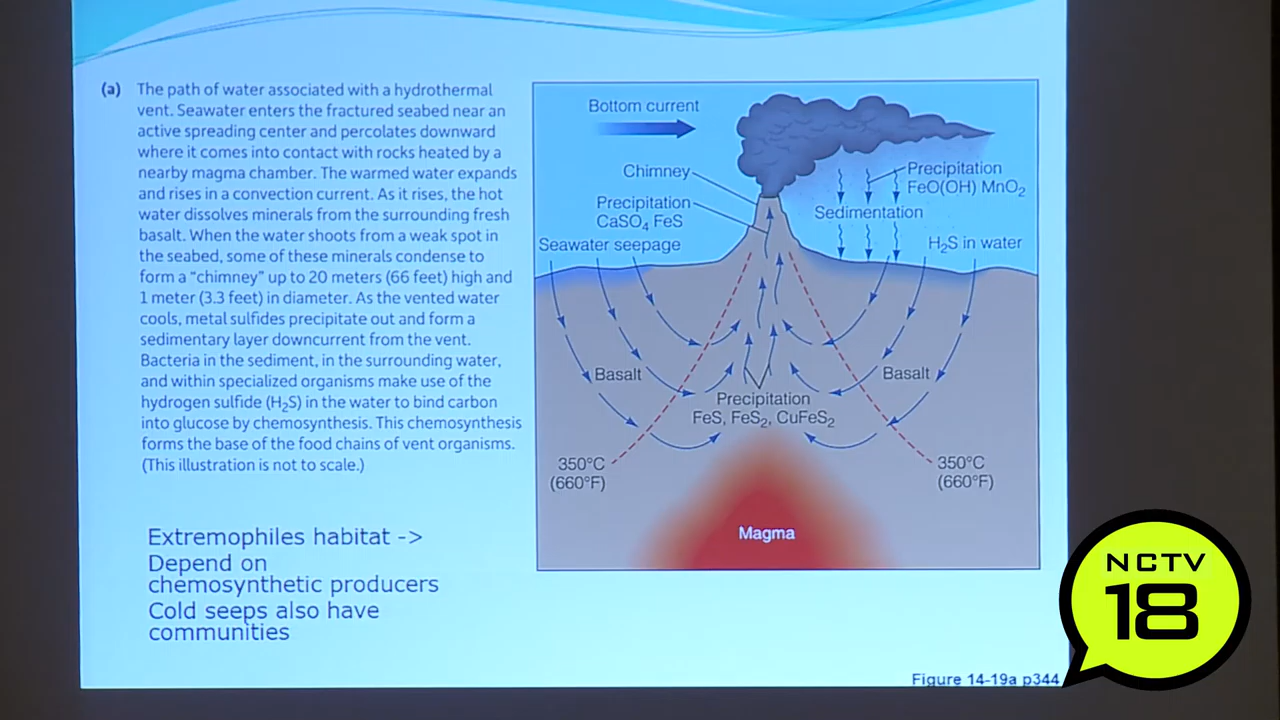 (a) The path of water associated with a hydrothermal
vent. Seawater enters the fractured seabed near an
active spreading center and percolates downward
where it comes into contact with rocks heated by a
nearby magma chamber. The warmed water expands
and rises in a convection current. As it rises, the hot
water dissolves minerals from the surrounding fresh
basalt. When the water shoots from a weak spot in
the seabed, some of these minerals condense to
form a “chimney” up to 20 meters (66 feet) high and
1 meter (3.3 feet) in diameter. As the vented water
cools, metal sulfides precipitate out and form a
sedimentary layer downcurrent from the vent.
Bacteria in the sediment, in the surrounding water,
and within specialized organisms make use of the
hydrogen sulfide (H₂S) in the water to bind carbon
into glucose by chemosynthesis. This chemosynthesis
forms the base of the food chains of vent organisms.
(This illustration is not to scale.)
Extremophiles habitat ->
Depend on
chemosynthetic producers
Cold seeps also have
communities
Bottom current
Chimney
Precipitation
FeO(OH) MnO₂
Precipitation
CaSO₄ FeS
Sedimentation
Seawater seepage
H₂S in water
Basalt
Basalt
Precipitation
FeS, FeS₂, CuFeS₂
350°C
(660°F)
350°C
(660°F)
Magma
Figure 14-19a p344
NCTV
18